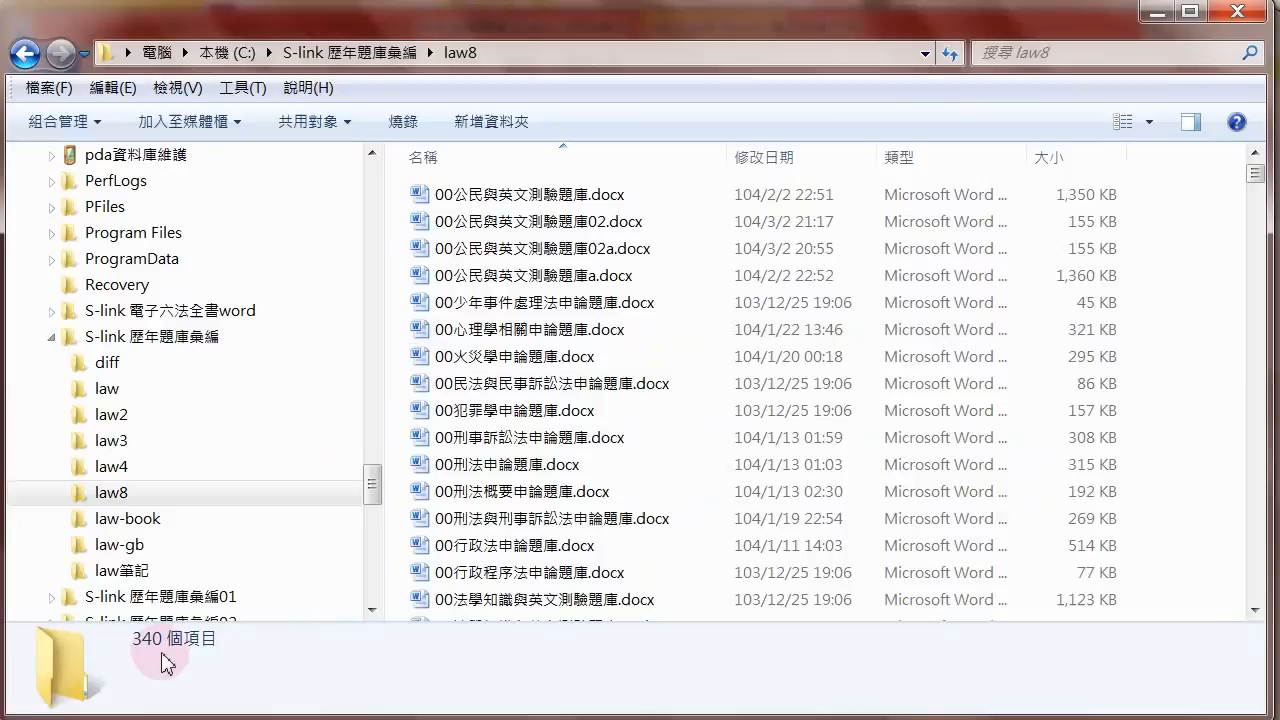 電腦 本機 (C:) S-link 歷年題庫彙編 law8
搜尋 law8
檔案(F) 編輯(E) 檢視(V) 工具(T) 說明(H)
組合管理 加入至媒體櫃 共用對象 燒錄 新增資料夾
pda資料庫維護
PerfLogs
PFiles
Program Files
ProgramData
Recovery
S-link 電子六法全書word
S-link 歷年題庫彙編
diff
law
law2
law3
law4
law8
law-book
law-gb
law筆記
S-link 歷年題庫彙編01
名稱 修改日期 類型 大小
00公民與英文測驗題庫.docx 104/2/2 22:51 Microsoft Word ... 1,350 KB
00公民與英文測驗題庫02.docx 104/3/2 21:17 Microsoft Word ... 155 KB
00公民與英文測驗題庫02a.docx 104/3/2 20:55 Microsoft Word ... 155 KB
00公民與英文測驗題庫a.docx 104/2/2 22:52 Microsoft Word ... 1,360 KB
00少年事件處理法申論題庫.docx 103/12/25 19:06 Microsoft Word ... 45 KB
00心理學相關申論題庫.docx 104/1/22 13:46 Microsoft Word ... 321 KB
00火災學申論題庫.docx 104/1/20 00:18 Microsoft Word ... 295 KB
00民法與民事訴訟法申論題庫.docx 103/12/25 19:06 Microsoft Word ... 86 KB
00犯罪學申論題庫.docx 103/12/25 19:06 Microsoft Word ... 157 KB
00刑事訴訟法申論題庫.docx 104/1/13 01:59 Microsoft Word ... 308 KB
00刑法申論題庫.docx 104/1/13 01:03 Microsoft Word ... 315 KB
00刑法概要申論題庫.docx 104/1/13 02:30 Microsoft Word ... 192 KB
00刑法與刑事訴訟法申論題庫.docx 104/1/19 22:54 Microsoft Word ... 269 KB
00行政法申論題庫.docx 104/1/11 14:03 Microsoft Word ... 514 KB
00行政程序法申論題庫.docx 103/12/25 19:06 Microsoft Word ... 77 KB
00法學知識與英文測驗題庫.docx 103/12/25 19:06 Microsoft Word ... 1,123 KB
340 個項目